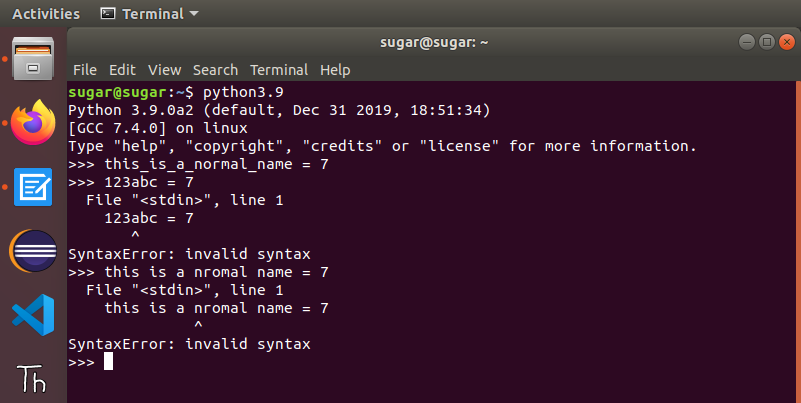 Activities Terminal
sugar@sugar: ~
File Edit View Search Terminal Help
sugar@sugar:~$ python3.9
Python 3.9.0a2 (default, Dec 31 2019, 18:51:34)
[GCC 7.4.0] on linux
Type "help", "copyright", "credits" or "license" for more information.
>>> this_is_a_normal_name = 7
>>> 123abc = 7
  File "<stdin>", line 1
    123abc = 7
       ^
SyntaxError: invalid syntax
>>> this is a nromal name = 7
  File "<stdin>", line 1
    this is a nromal name = 7
              ^
SyntaxError: invalid syntax
>>>
Th